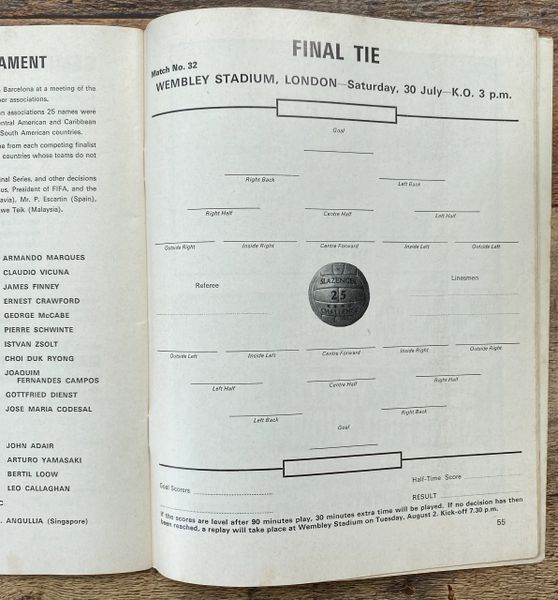 AMENT
Barcelona at a meeting of the
er associations.
n associations 25 names were
entral American and Caribbean
South American countries.
ne from each competing finalist
countries whose teams do not
inal Series, and other decisions
us, President of FIFA, and the
avia), Mr. P. Escartin (Spain),
we Teik (Malaysia).
ARMANDO MARQUES
CLAUDIO VICUNA
JAMES FINNEY
ERNEST CRAWFORD
GEORGE McCABE
PIERRE SCHWINTE
ISTVAN ZSOLT
CHOI DUK RYONG
JOAQUIM
FERNANDES CAMPOS
GOTTFRIED DIENST
JOSE MARIA CODESAL
JOHN ADAIR
ARTURO YAMASAKI
BERTIL LOOW
LEO CALLAGHAN
C
. ANGULLIA (Singapore)
FINAL TIE
Match No. 32
WEMBLEY STADIUM, LONDON—Saturday, 30 July—K.O. 3 p.m.
Goal
Right Back
Left Back
Right Half
Centre Half
Left Half
Outside Right
Inside Right
Centre Forward
Inside Left
Outside Left
Referee
Linesmen
SLAZENGER
25
CHALLENGE
Outside Left
Inside Left
Centre Forward
Inside Right
Outside Right
Left Half
Centre Half
Right Half
Left Back
Right Back
Goal
Goal Scorers
Half-Time Score
RESULT
If the scores are level after 90 minutes play, 30 minutes extra time will be played. If no decision has then
been reached, a replay will take place at Wembley Stadium on Tuesday, August 2. Kick-off 7.30 p.m.
55